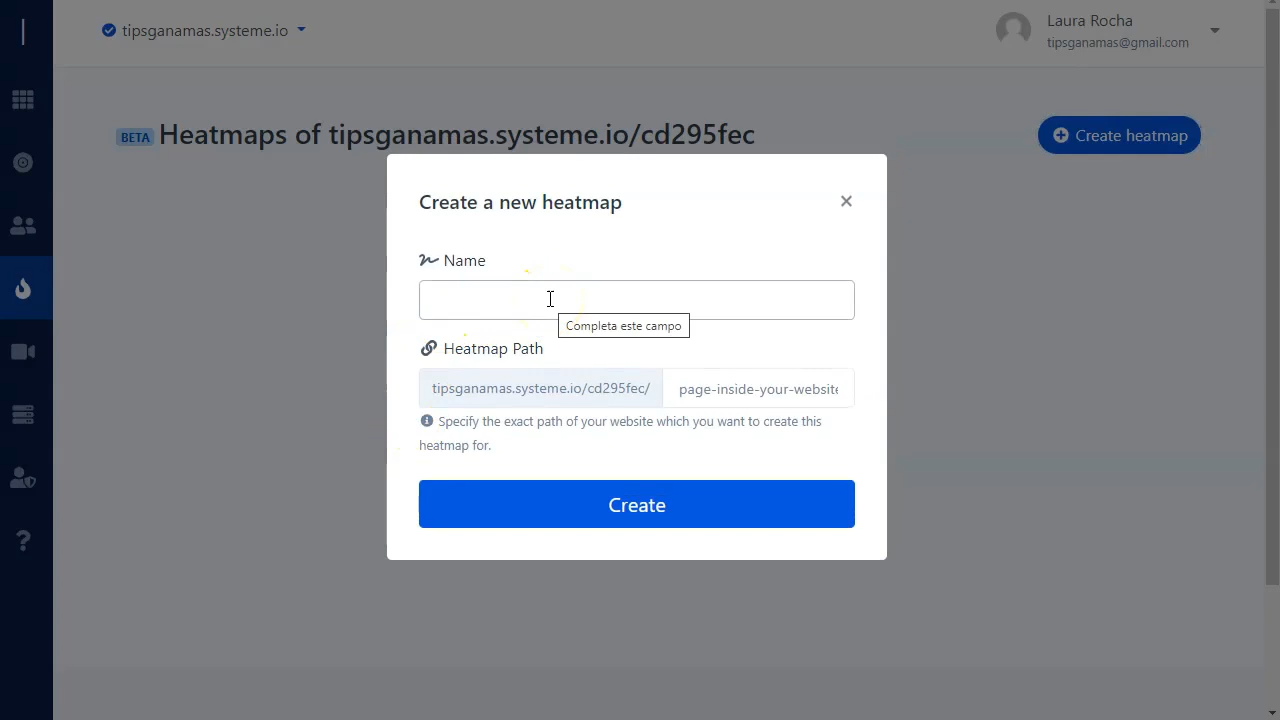 tipsganamas.systeme.io
Laura Rocha
tipsganamas@gmail.com
BETA Heatmaps of tipsganamas.systeme.io/cd295fec
Create heatmap
Create a new heatmap
Name
Completa este campo
Heatmap Path
tipsganamas.systeme.io/cd295fec/ page-inside-your-website
Specify the exact path of your website which you want to create this
heatmap for.
Create